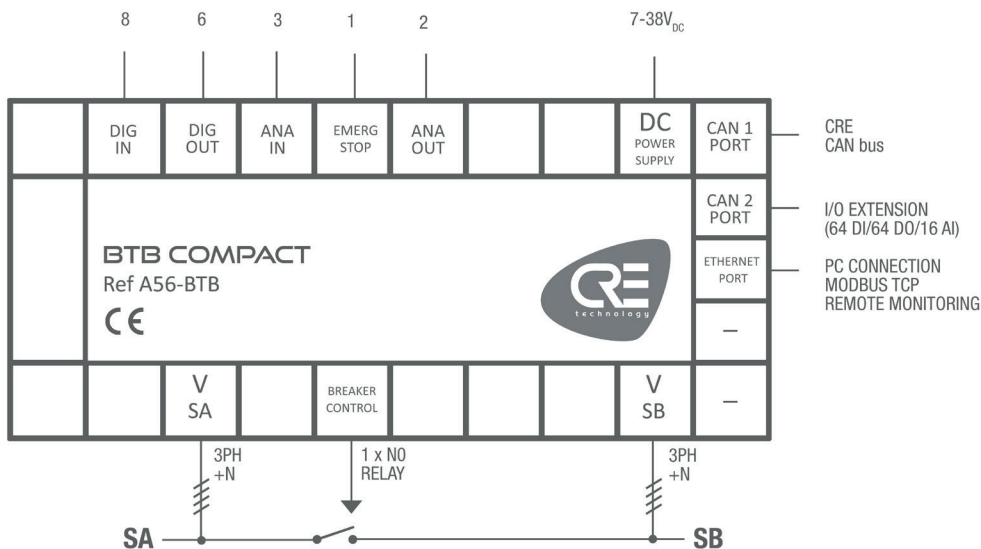 8
6
3
1
2
7-38V_DC
DIG
IN
DIG
OUT
ANA
IN
EMERG
STOP
ANA
OUT
DC
POWER
SUPPLY
CAN 1
PORT
CRE
CAN bus
CAN 2
PORT
I/O EXTENSION
(64 DI/64 DO/16 AI)
BTB COMPACT
Ref A56-BTB
CE
CRE
technology
ETHERNET
PORT
PC CONNECTION
MODBUS TCP
REMOTE MONITORING
–
V
SA
BREAKER
CONTROL
V
SB
–
3PH
+N
1 x NO
RELAY
3PH
+N
SA
SB